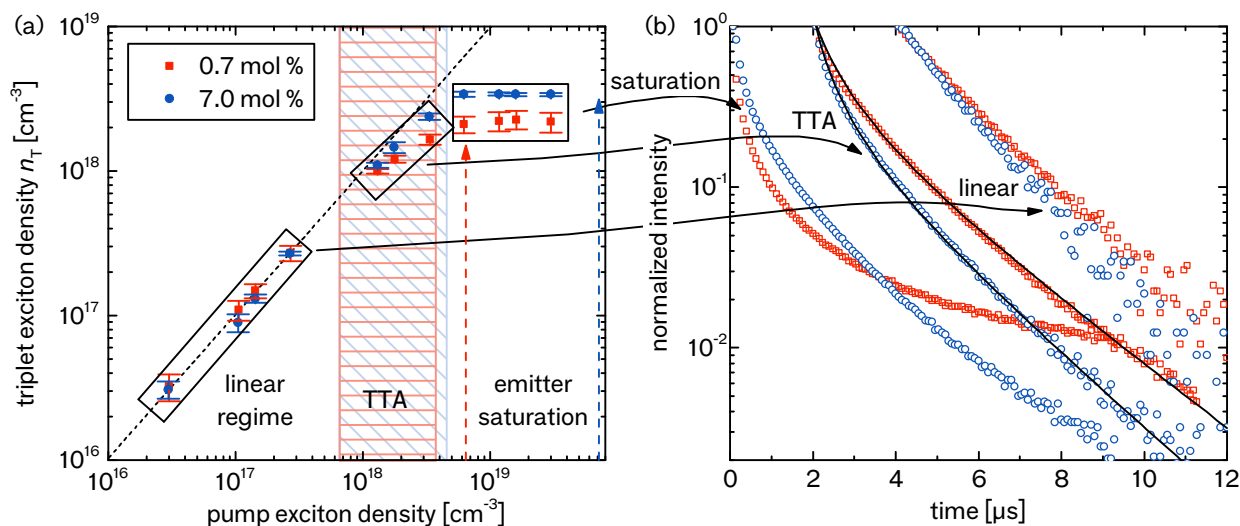 (a)
10^19
10^18
10^17
10^16
triplet exciton density n_T [cm^-3]
0.7 mol %
7.0 mol %
linear
regime
TTA
emitter
saturation
10^16 10^17 10^18 10^19
pump exciton density [cm^-3]
(b)
10^0
10^-1
10^-2
normalized intensity
saturation
TTA
linear
0 2 4 6 8 10 12
time [µs]